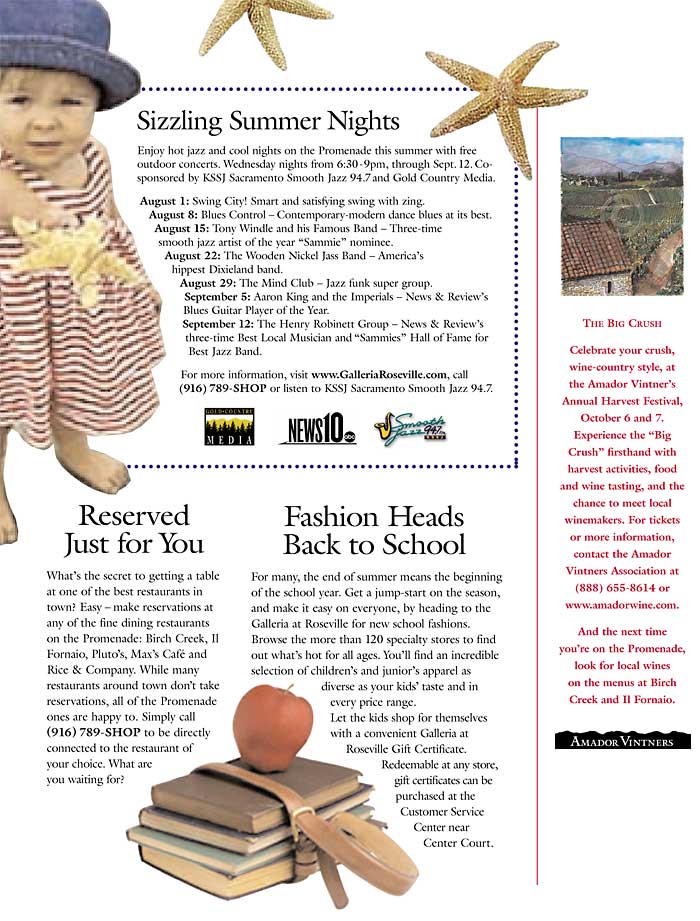 Sizzling Summer Nights
Enjoy hot jazz and cool nights on the Promenade this summer with free
outdoor concerts. Wednesday nights from 6:30-9pm, through Sept. 12. Co-
sponsored by KSSJ Sacramento Smooth Jazz 94.7 and Gold Country Media.
August 1: Swing City! Smart and satisfying swing with zing.
August 8: Blues Control – Contemporary-modern dance blues at its best.
August 15: Tony Windle and his Famous Band – Three-time
smooth jazz artist of the year “Sammie” nominee.
August 22: The Wooden Nickel Jass Band – America’s
hippest Dixieland band.
August 29: The Mind Club – Jazz funk super group.
September 5: Aaron King and the Imperials – News & Review’s
Blues Guitar Player of the Year.
September 12: The Henry Robinett Group – News & Review’s
three-time Best Local Musician and “Sammies” Hall of Fame for
Best Jazz Band.
For more information, visit www.GalleriaRoseville.com, call
(916) 789-SHOP or listen to KSSJ Sacramento Smooth Jazz 94.7.
GOLD COUNTRY
MEDIA
NEWS10 abc
Smooth
Jazz 94.7 FM
KSSJ
Reserved
Just for You
What’s the secret to getting a table
at one of the best restaurants in
town? Easy – make reservations at
any of the fine dining restaurants
on the Promenade: Birch Creek, Il
Fornaio, Pluto’s, Max’s Café and
Rice & Company. While many
restaurants around town don’t take
reservations, all of the Promenade
ones are happy to. Simply call
(916) 789-SHOP to be directly
connected to the restaurant of
your choice. What are
you waiting for?
Fashion Heads
Back to School
For many, the end of summer means the beginning
of the school year. Get a jump-start on the season,
and make it easy on everyone, by heading to the
Galleria at Roseville for new school fashions.
Browse the more than 120 specialty stores to find
out what’s hot for all ages. You’ll find an incredible
selection of children’s and junior’s apparel as
diverse as your kids’ taste and in
every price range.
Let the kids shop for themselves
with a convenient Galleria at
Roseville Gift Certificate.
Redeemable at any store,
gift certificates can be
purchased at the
Customer Service
Center near
Center Court.
THE BIG CRUSH
Celebrate your crush,
wine-country style, at
the Amador Vintner’s
Annual Harvest Festival,
October 6 and 7.
Experience the “Big
Crush” firsthand with
harvest activities, food
and wine tasting, and the
chance to meet local
winemakers. For tickets
or more information,
contact the Amador
Vintners Association at
(888) 655-8614 or
www.amadorwine.com.
And the next time
you’re on the Promenade,
look for local wines
on the menus at Birch
Creek and Il Fornaio.
AMADOR VINTNERS